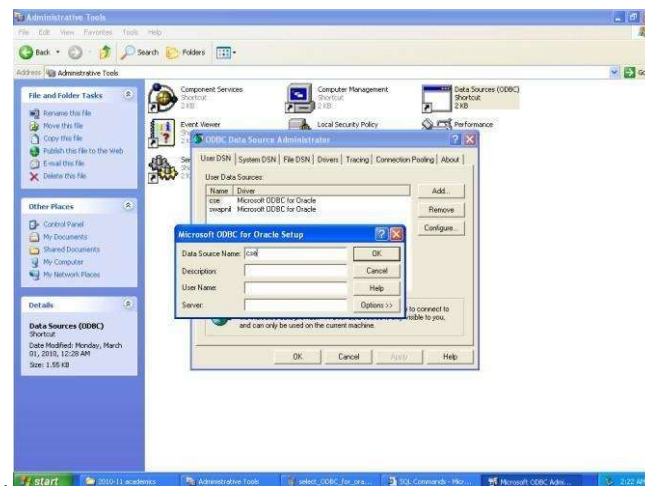 Administrative Tools
File Edit View Favorites Tools Help
Back Search Folders
Address Administrative Tools Go
File and Folder Tasks
Rename this file
Move this file
Copy this file
Publish this file to the Web
E-mail this file
Delete this file
Other Places
Control Panel
My Documents
Shared Documents
My Computer
My Network Places
Details
Data Sources (ODBC)
Shortcut
Date Modified: Monday, March
01, 2010, 12:28 AM
Size: 1.55 KB
Component Services
Shortcut
2 KB
Computer Management
Shortcut
2 KB
Data Sources (ODBC)
Shortcut
2 KB
Event Viewer
Local Security Policy
Performance
ODBC Data Source Administrator
User DSN System DSN File DSN Drivers Tracing Connection Pooling About
User Data Sources:
Name Driver
cse Microsoft ODBC for Oracle
swapnil Microsoft ODBC for Oracle
Add...
Remove
Configure...
Microsoft ODBC for Oracle Setup
Data Source Name: cse
Description:
User Name:
Server:
OK
Cancel
Help
Options >>
to connect to
to you,
and can only be used on the current machine.
OK Cancel Apply Help
start 2010-11 academics Administrative Tools select_ODBC_for_ora... SQL Commands - Micr... Microsoft ODBC Admi... 2:22 AM